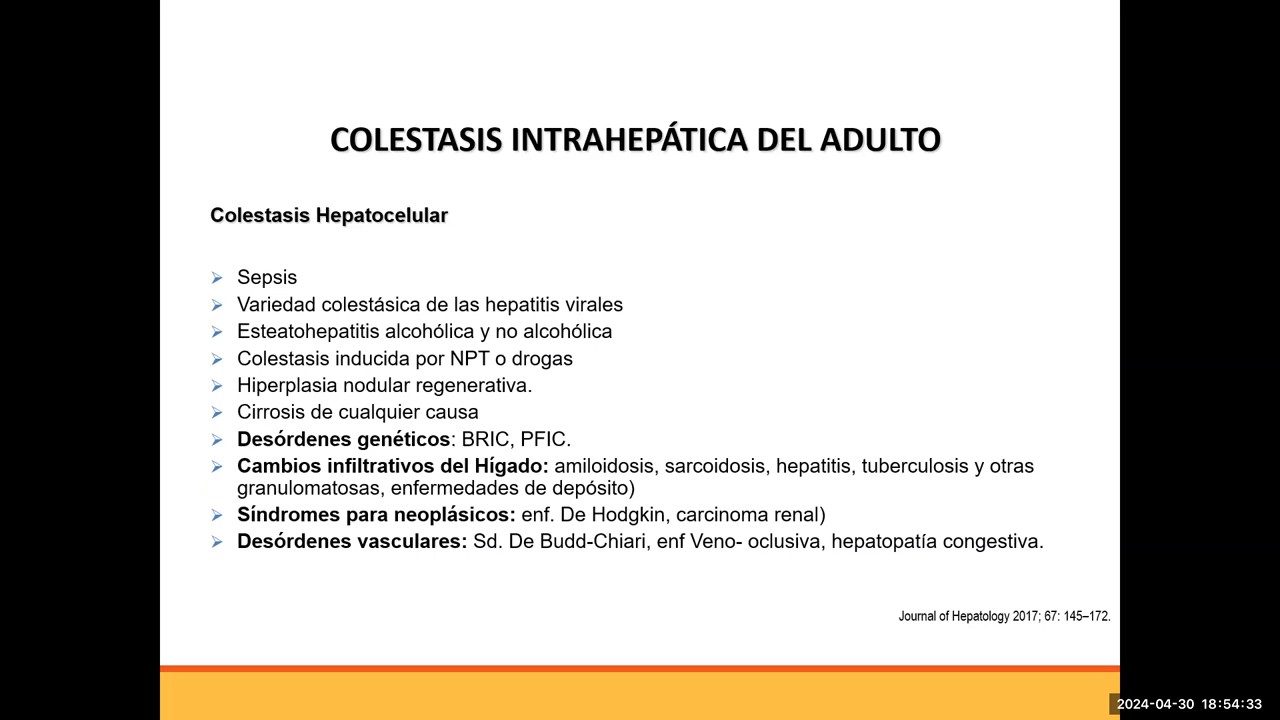 COLESTASIS INTRAHEPÁTICA DEL ADULTO
Colestasis Hepatocelular
Sepsis
Variedad colestásica de las hepatitis virales
Esteatohepatitis alcohólica y no alcohólica
Colestasis inducida por NPT o drogas
Hiperplasia nodular regenerativa.
Cirrosis de cualquier causa
Desórdenes genéticos: BRIC, PFIC.
Cambios infiltrativos del Hígado: amiloidosis, sarcoidosis, hepatitis, tuberculosis y otras
granulomatosas, enfermedades de depósito)
Síndromes para neoplásicos: enf. De Hodgkin, carcinoma renal)
Desórdenes vasculares: Sd. De Budd-Chiari, enf Veno- oclusiva, hepatopatía congestiva.
Journal of Hepatology 2017; 67: 145–172.
2024-04-30 18:54:33